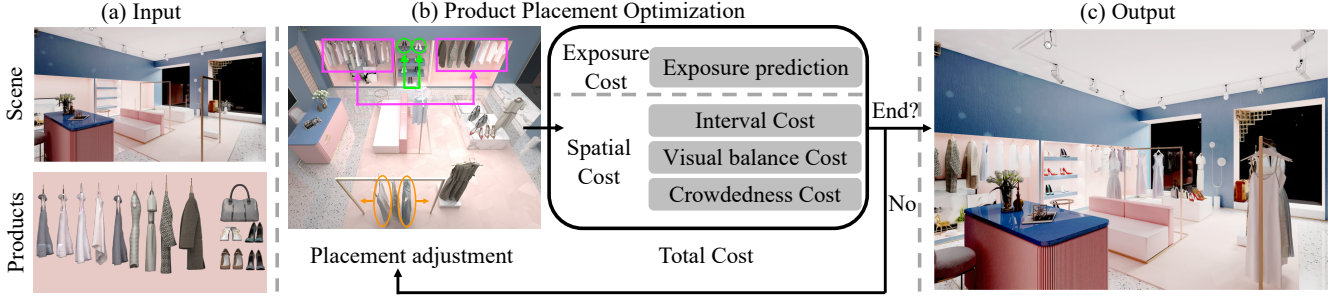 (a) Input
(b) Product Placement Optimization
(c) Output
Scene
Products
Exposure
Cost
Exposure prediction
Spatial
Cost
Interval Cost
Visual balance Cost
Crowdedness Cost
End?
No
Placement adjustment
Total Cost